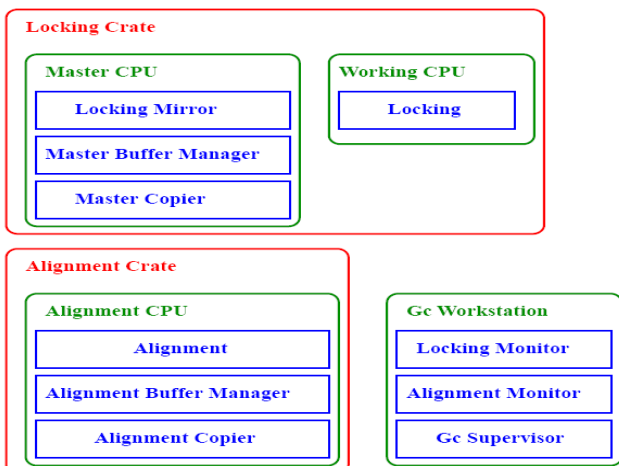 Locking Crate
Master CPU
Locking Mirror
Master Buffer Manager
Master Copier
Working CPU
Locking
Alignment Crate
Alignment CPU
Alignment
Alignment Buffer Manager
Alignment Copier
Gc Workstation
Locking Monitor
Alignment Monitor
Gc Supervisor